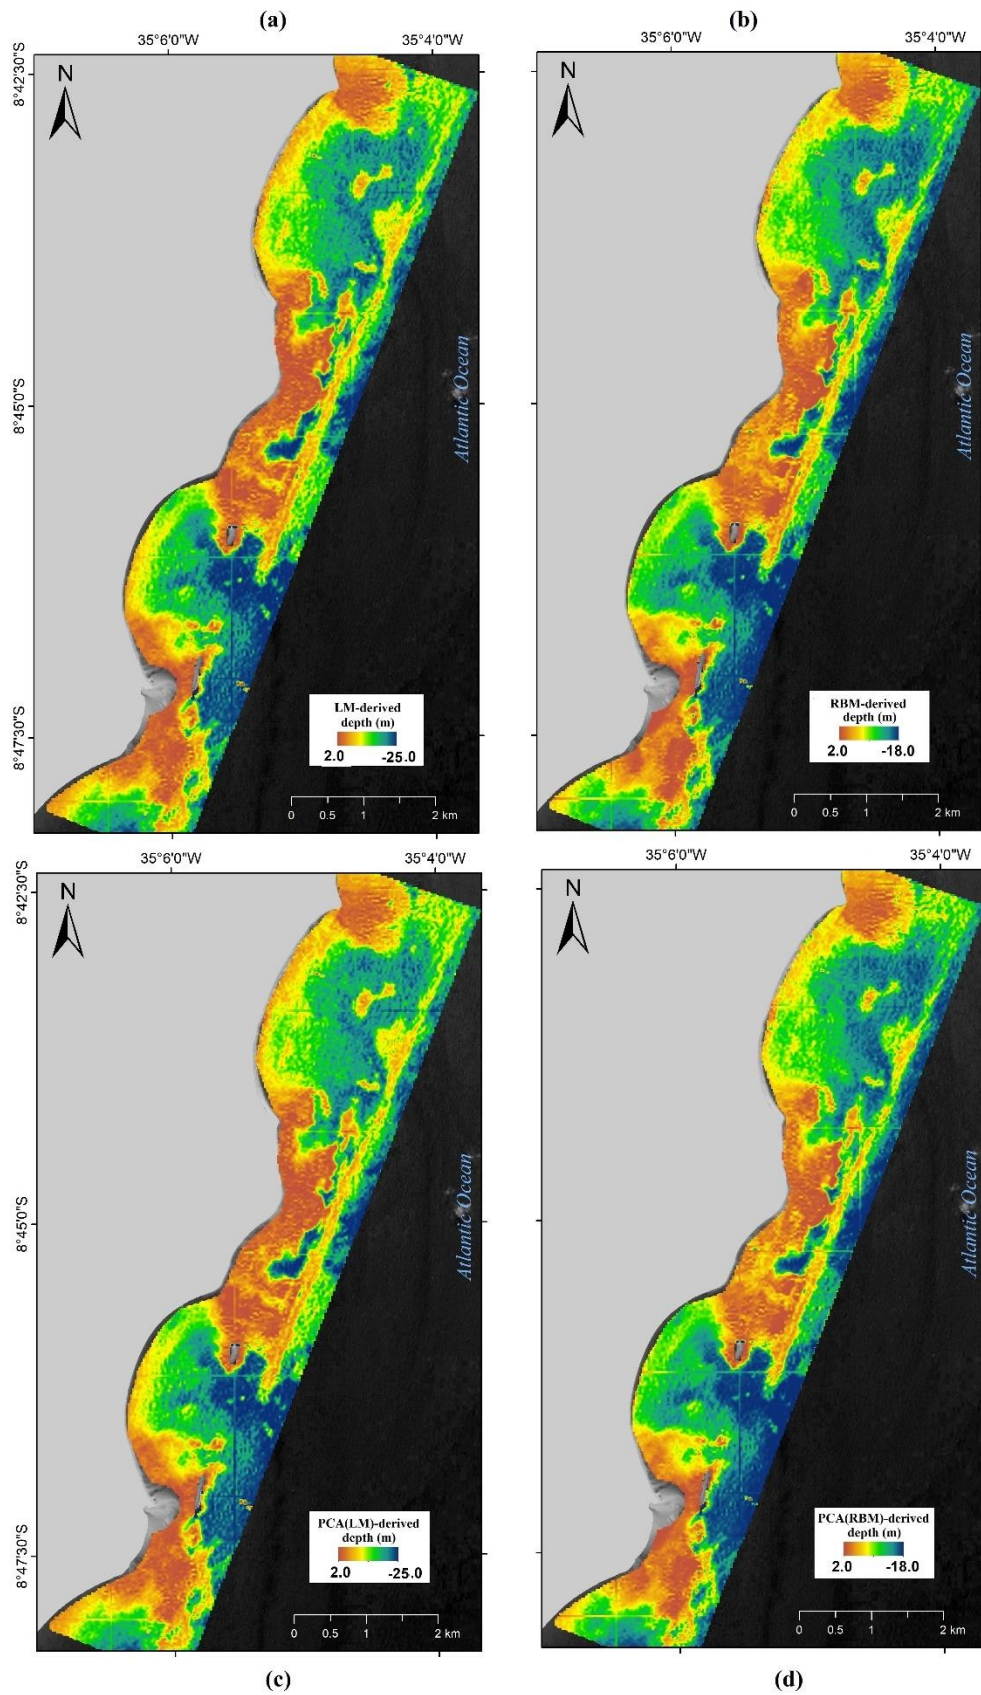 (a)
(b)
35°6'0"W
35°4'0"W
35°6'0"W
35°4'0"W
8°42'30"S
N
N
8°45'0"S
Atlantic Ocean
Atlantic Ocean
8°47'30"S
LM-derived
depth (m)
2.0
-25.0
RBM-derived
depth (m)
2.0
-18.0
0
0.5
1
2 km
0
0.5
1
2 km
35°6'0"W
35°4'0"W
35°6'0"W
35°4'0"W
8°42'30"S
N
N
8°45'0"S
Atlantic Ocean
Atlantic Ocean
8°47'30"S
PCA(LM)-derived
depth (m)
2.0
-25.0
PCA(RBM)-derived
depth (m)
2.0
-18.0
0
0.5
1
2 km
0
0.5
1
2 km
(c)
(d)